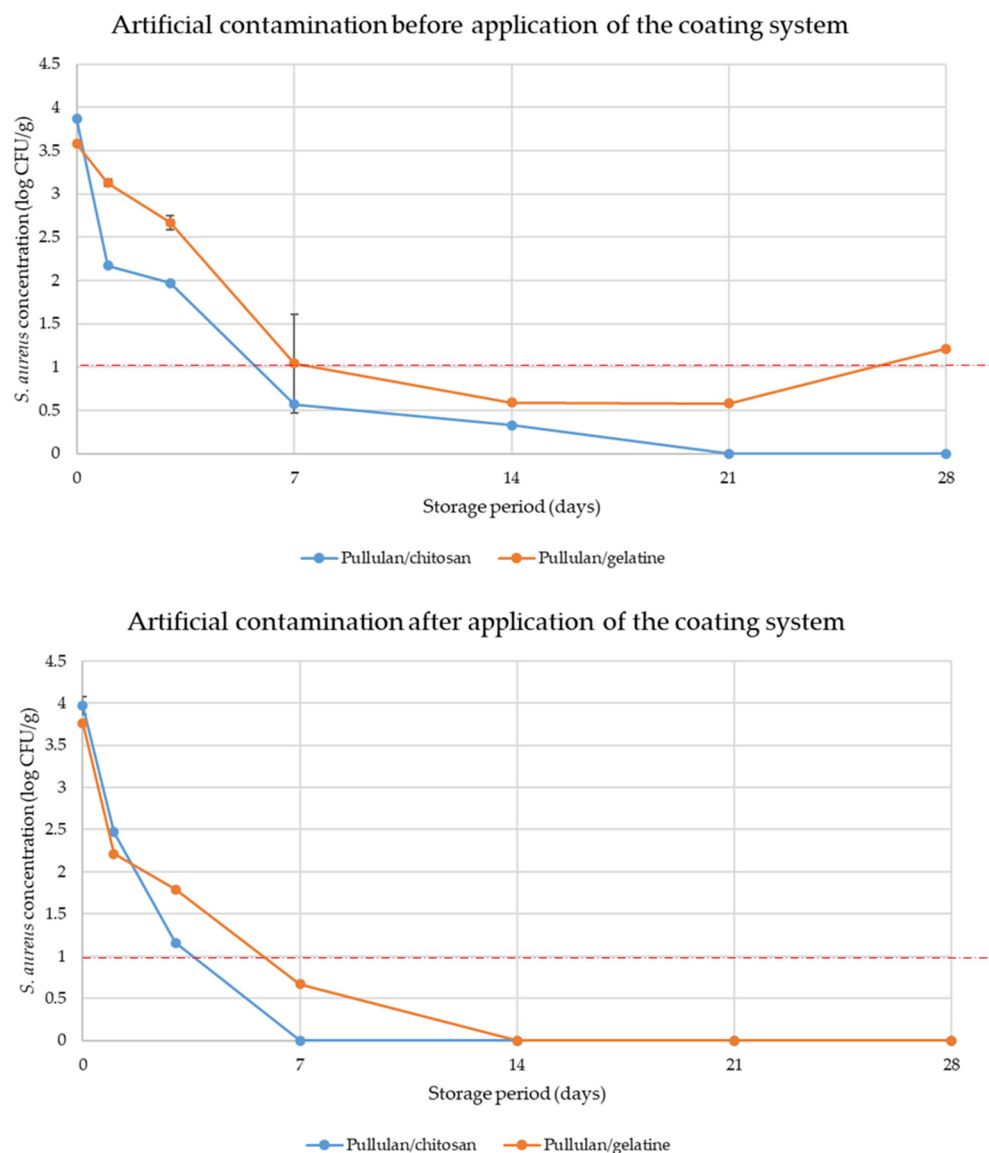 Artificial contamination before application of the coating system
S. aureus concentration (log CFU/g)
4.5
4
3.5
3
2.5
2
1.5
1
0.5
0
0 7 14 21 28
Storage period (days)
Pullulan/chitosan Pullulan/gelatine
Artificial contamination after application of the coating system
S. aureus concentration (log CFU/g)
4.5
4
3.5
3
2.5
2
1.5
1
0.5
0
0 7 14 21 28
Storage period (days)
Pullulan/chitosan Pullulan/gelatine